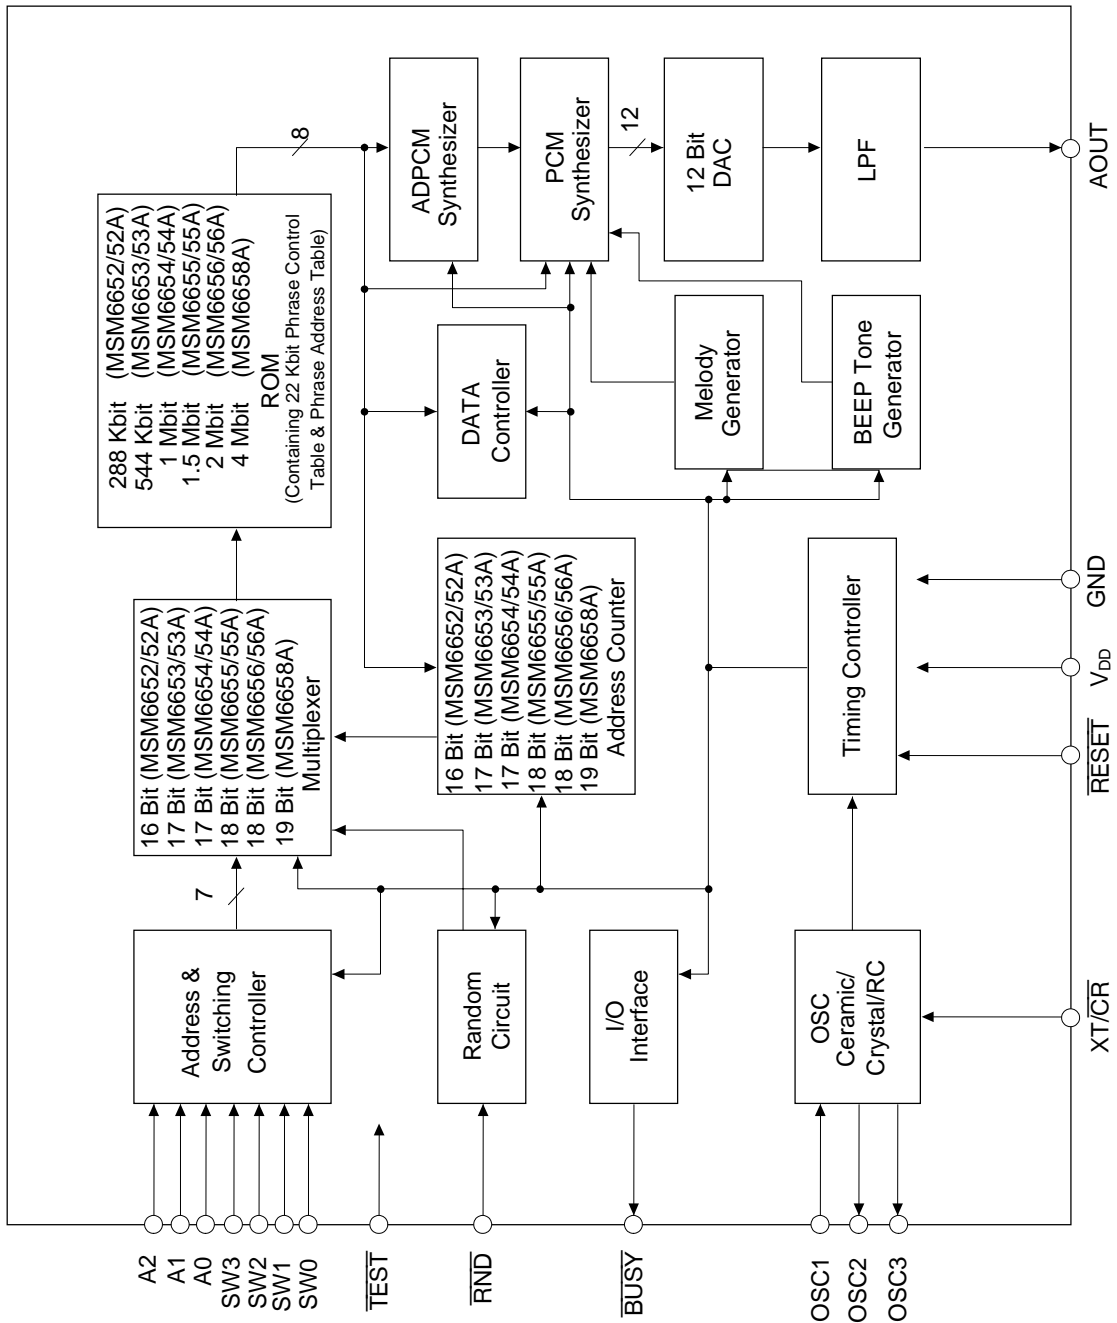 A2
A1
A0
SW3
SW2
SW1
SW0
TEST
RND
BUSY
OSC1
OSC2
OSC3
Address &
Switching
Controller
7
Random
Circuit
I/O
Interface
OSC
Ceramic/
Crystal/RC
16 Bit (MSM6652/52A)
17 Bit (MSM6653/53A)
17 Bit (MSM6654/54A)
18 Bit (MSM6655/55A)
18 Bit (MSM6656/56A)
19 Bit (MSM6658A)
Multiplexer
16 Bit (MSM6652/52A)
17 Bit (MSM6653/53A)
17 Bit (MSM6654/54A)
18 Bit (MSM6655/55A)
18 Bit (MSM6656/56A)
19 Bit (MSM6658A)
Address Counter
Timing Controller
288 Kbit (MSM6652/52A)
544 Kbit (MSM6653/53A)
1 Mbit (MSM6654/54A)
1.5 Mbit (MSM6655/55A)
2 Mbit (MSM6656/56A)
4 Mbit (MSM6658A)
ROM
(Containing 22 Kbit Phrase Control
Table & Phrase Address Table)
DATA
Controller
Melody
Generator
BEEP Tone
Generator
8
ADPCM
Synthesizer
PCM
Synthesizer
12
12 Bit
DAC
LPF
XT/CR
RESET
VDD
GND
AOUT